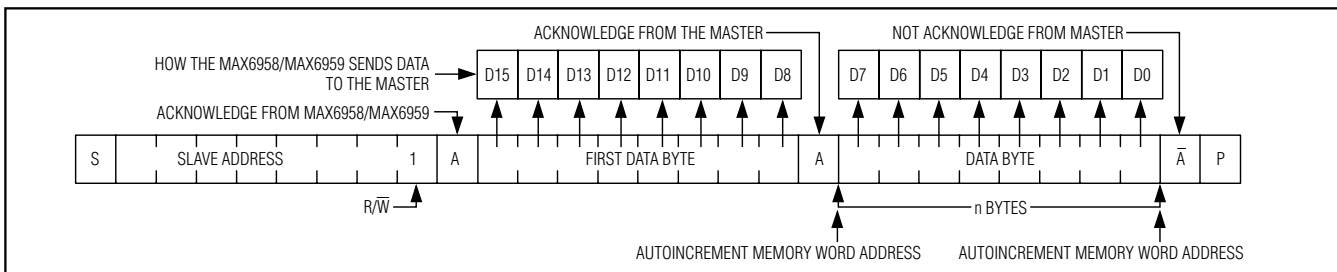 ACKNOWLEDGE FROM THE MASTER
NOT ACKNOWLEDGE FROM MASTER
HOW THE MAX6958/MAX6959 SENDS DATA
TO THE MASTER
D15 D14 D13 D12 D11 D10 D9 D8
D7 D6 D5 D4 D3 D2 D1 D0
ACKNOWLEDGE FROM MAX6958/MAX6959
S SLAVE ADDRESS 1 A FIRST DATA BYTE A DATA BYTE A̅ P
R/W̅
n BYTES
AUTOINCREMENT MEMORY WORD ADDRESS
AUTOINCREMENT MEMORY WORD ADDRESS